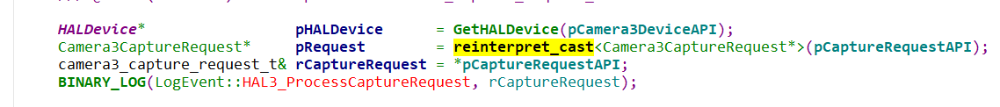 HALDevice* pHALDevice = GetHALDevice(pCamera3DeviceAPI);
Camera3CaptureRequest* pRequest = reinterpret_cast<Camera3CaptureRequest*>(pCaptureRequestAPI);
camera3_capture_request_t& rCaptureRequest = *pCaptureRequestAPI;
BINARY_LOG(LogEvent::HAL3_ProcessCaptureRequest, rCaptureRequest);